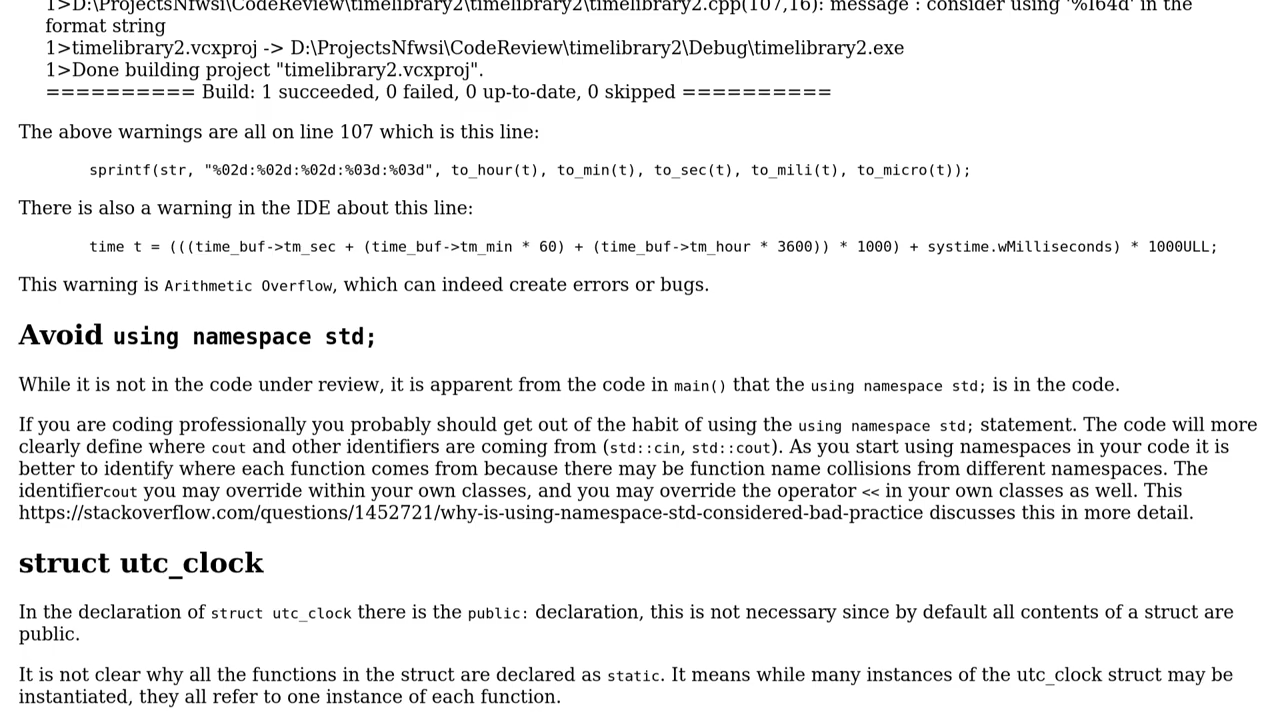 1>D:\ProjectsNfwsi\CodeReview\timelibrary2\timelibrary2\timelibrary2.cpp(107,16): message : consider using '%I64d' in the
format string
1>timelibrary2.vcxproj -> D:\ProjectsNfwsi\CodeReview\timelibrary2\Debug\timelibrary2.exe
1>Done building project "timelibrary2.vcxproj".
========== Build: 1 succeeded, 0 failed, 0 up-to-date, 0 skipped ==========
The above warnings are all on line 107 which is this line:
sprintf(str, "%02d:%02d:%02d:%03d:%03d", to_hour(t), to_min(t), to_sec(t), to_mili(t), to_micro(t));
There is also a warning in the IDE about this line:
time t = (((time_buf->tm_sec + (time_buf->tm_min * 60) + (time_buf->tm_hour * 3600)) * 1000) + systime.wMilliseconds) * 1000ULL;
This warning is Arithmetic Overflow, which can indeed create errors or bugs.
Avoid using namespace std;
While it is not in the code under review, it is apparent from the code in main() that the using namespace std; is in the code.
If you are coding professionally you probably should get out of the habit of using the using namespace std; statement. The code will more
clearly define where cout and other identifiers are coming from (std::cin, std::cout). As you start using namespaces in your code it is
better to identify where each function comes from because there may be function name collisions from different namespaces. The
identifiercout you may override within your own classes, and you may override the operator << in your own classes as well. This
https://stackoverflow.com/questions/1452721/why-is-using-namespace-std-considered-bad-practice discusses this in more detail.
struct utc_clock
In the declaration of struct utc_clock there is the public: declaration, this is not necessary since by default all contents of a struct are
public.
It is not clear why all the functions in the struct are declared as static. It means while many instances of the utc_clock struct may be
instantiated, they all refer to one instance of each function.